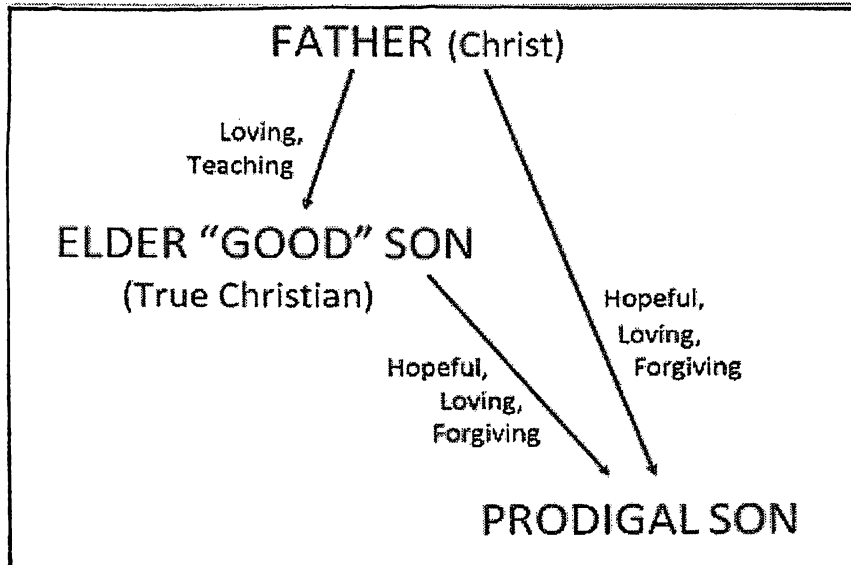 FATHER (Christ)
Loving,
Teaching
ELDER “GOOD” SON
(True Christian)
Hopeful,
Loving,
Forgiving
Hopeful,
Loving,
Forgiving
PRODIGAL SON